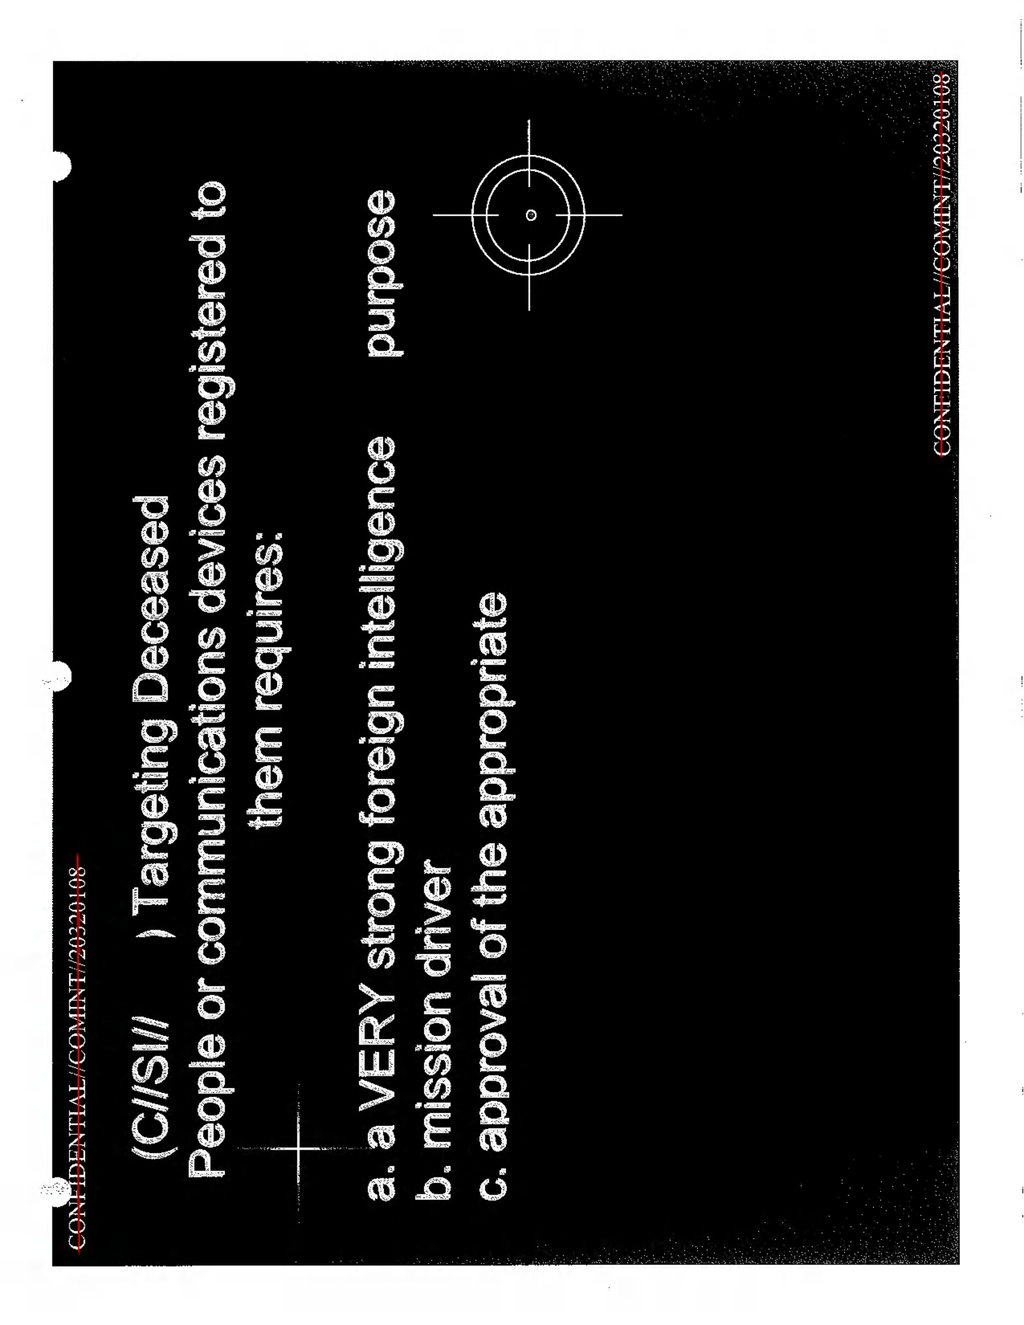 CONFIDENTIAL//COMINT//20320108
(C//SI// ) Targeting Deceased
People or communications devices registered to
them requires:
a. a VERY strong foreign intelligence purpose
b. mission driver
c. approval of the appropriate
CONFIDENTIAL//COMINT//20320108